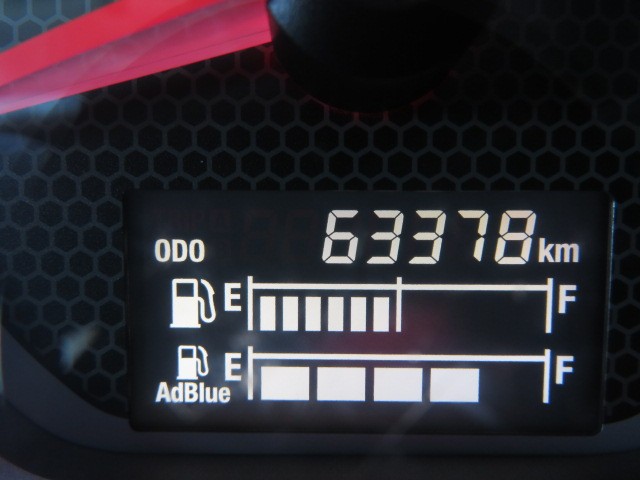 ODO 63378 km
E F
E F
AdBlue